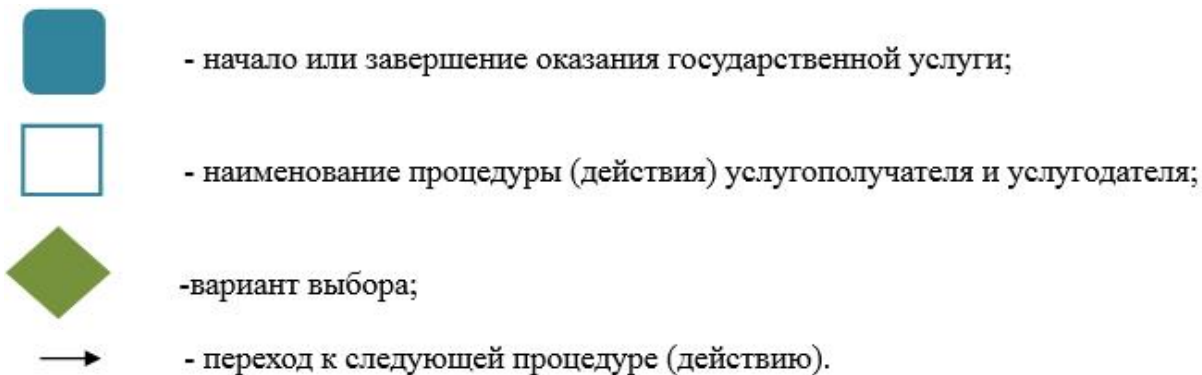 - начало или завершение оказания государственной услуги;
- наименование процедуры (действия) услугополучателя и услугодателя;
-вариант выбора;
- переход к следующей процедуре (действию).